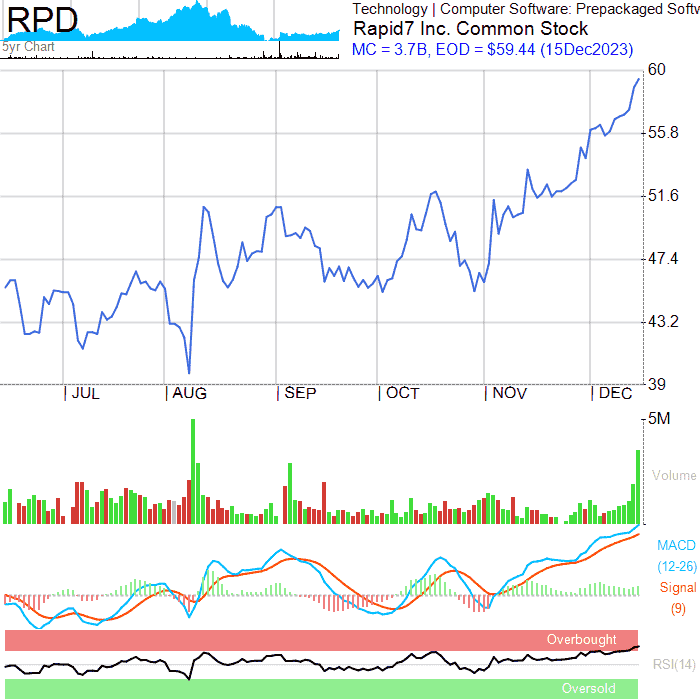 RPD
5yr Chart
Technology | Computer Software: Prepackaged Softw
Rapid7 Inc. Common Stock
MC = 3.7B, EOD = $59.44 (15Dec2023)
60
55.8
51.6
47.4
43.2
39
| JUL | AUG | SEP | OCT | NOV | DEC
5M
Volume
MACD
(12-26)
Signal
(9)
Overbought
RSI(14)
Oversold